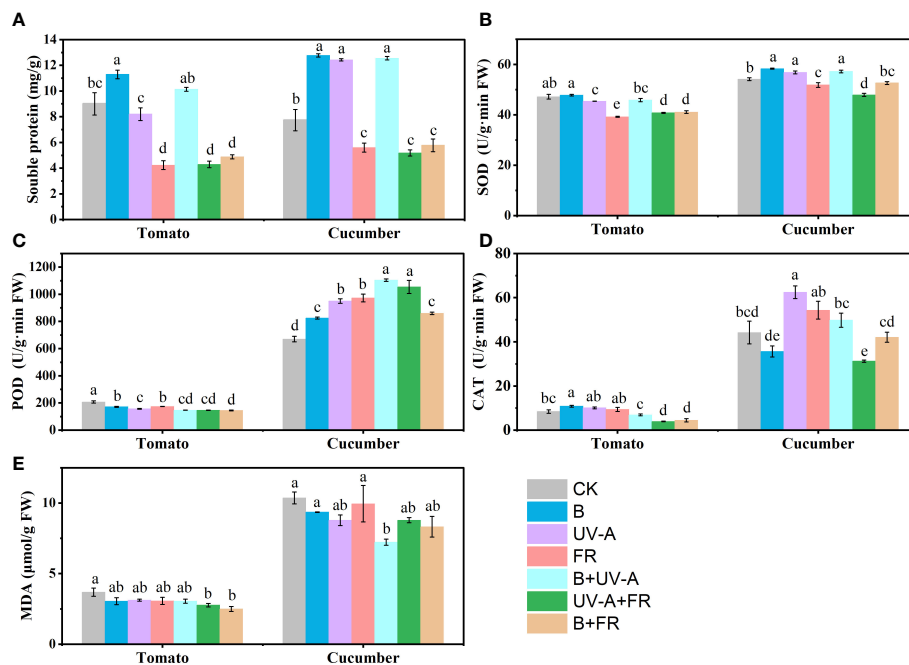 A
Souble protein (mg/g)
14
12
10
8
6
4
2
0
bc a c ab d d d
b a a a c c c
Tomato Cucumber
B
SOD (U/g·min FW)
60
40
20
0
ab a c bc e d d
b a a a c d bc
Tomato Cucumber
C
POD (U/g·min FW)
1200
1000
800
600
400
200
0
a b c b cd cd d
d c b b a a c
Tomato Cucumber
D
CAT (U/g·min FW)
80
60
40
20
0
bc a ab ab c d d
bcd de a ab bc e cd
Tomato Cucumber
E
MDA (μmol/g FW)
10
5
0
a ab ab ab ab b b
a a ab a b ab ab
Tomato Cucumber
CK
B
UV-A
FR
B+UV-A
UV-A+FR
B+FR